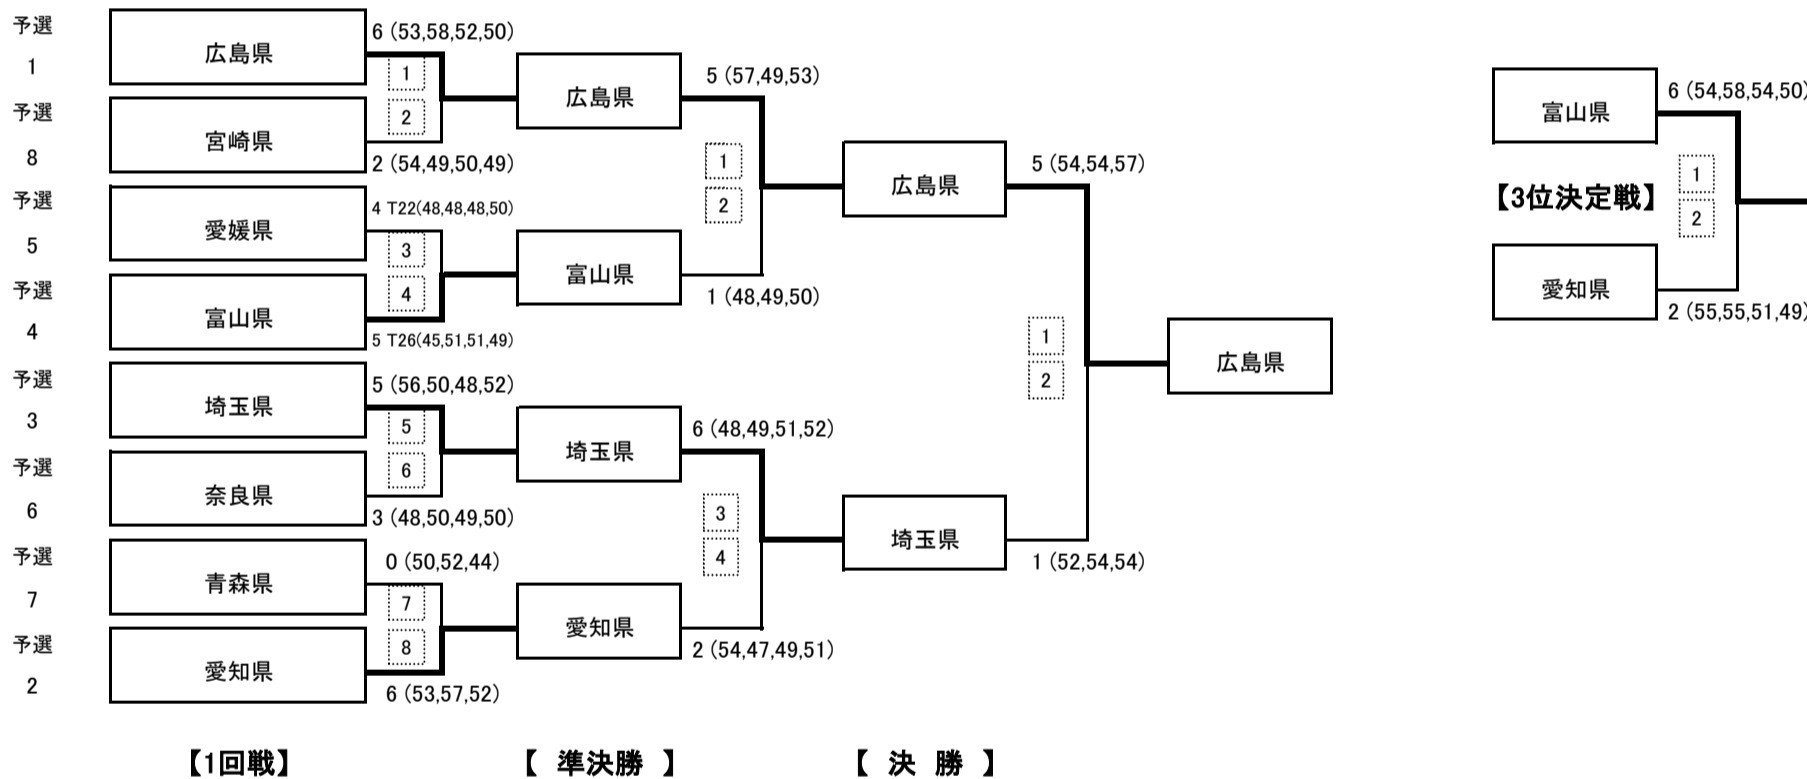 予選
1
広島県
6 (53,58,52,50)
1
2
予選
8
宮崎県
2 (54,49,50,49)
予選
5
愛媛県
4 T22(48,48,48,50)
3
4
予選
4
富山県
5 T26(45,51,51,49)
予選
3
埼玉県
5 (56,50,48,52)
5
6
予選
6
奈良県
3 (48,50,49,50)
予選
7
青森県
0 (50,52,44)
7
8
予選
2
愛知県
6 (53,57,52)
【1回戦】
広島県
5 (57,49,53)
1
2
富山県
1 (48,49,50)
埼玉県
6 (48,49,51,52)
3
4
愛知県
2 (54,47,49,51)
【 準決勝 】
広島県
5 (54,54,57)
1
2
埼玉県
1 (52,54,54)
【 決 勝 】
広島県
富山県
6 (54,58,54,50)
【3位決定戦】
1
2
愛知県
2 (55,55,51,49)